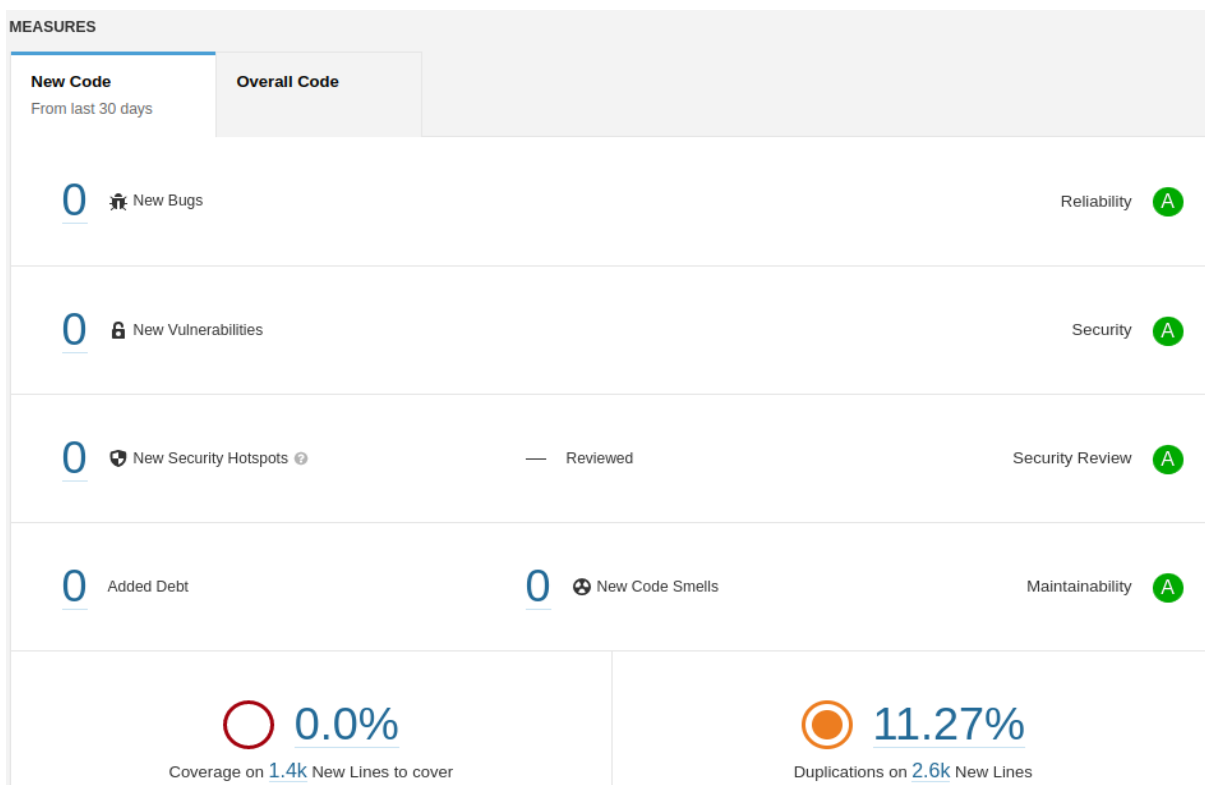 MEASURES
New Code
Overall Code
From last 30 days
0 New Bugs
Reliability A
0 New Vulnerabilities
Security A
0 New Security Hotspots ?
— Reviewed
Security Review A
0 Added Debt
0 New Code Smells
Maintainability A
0.0%
Coverage on 1.4k New Lines to cover
11.27%
Duplications on 2.6k New Lines